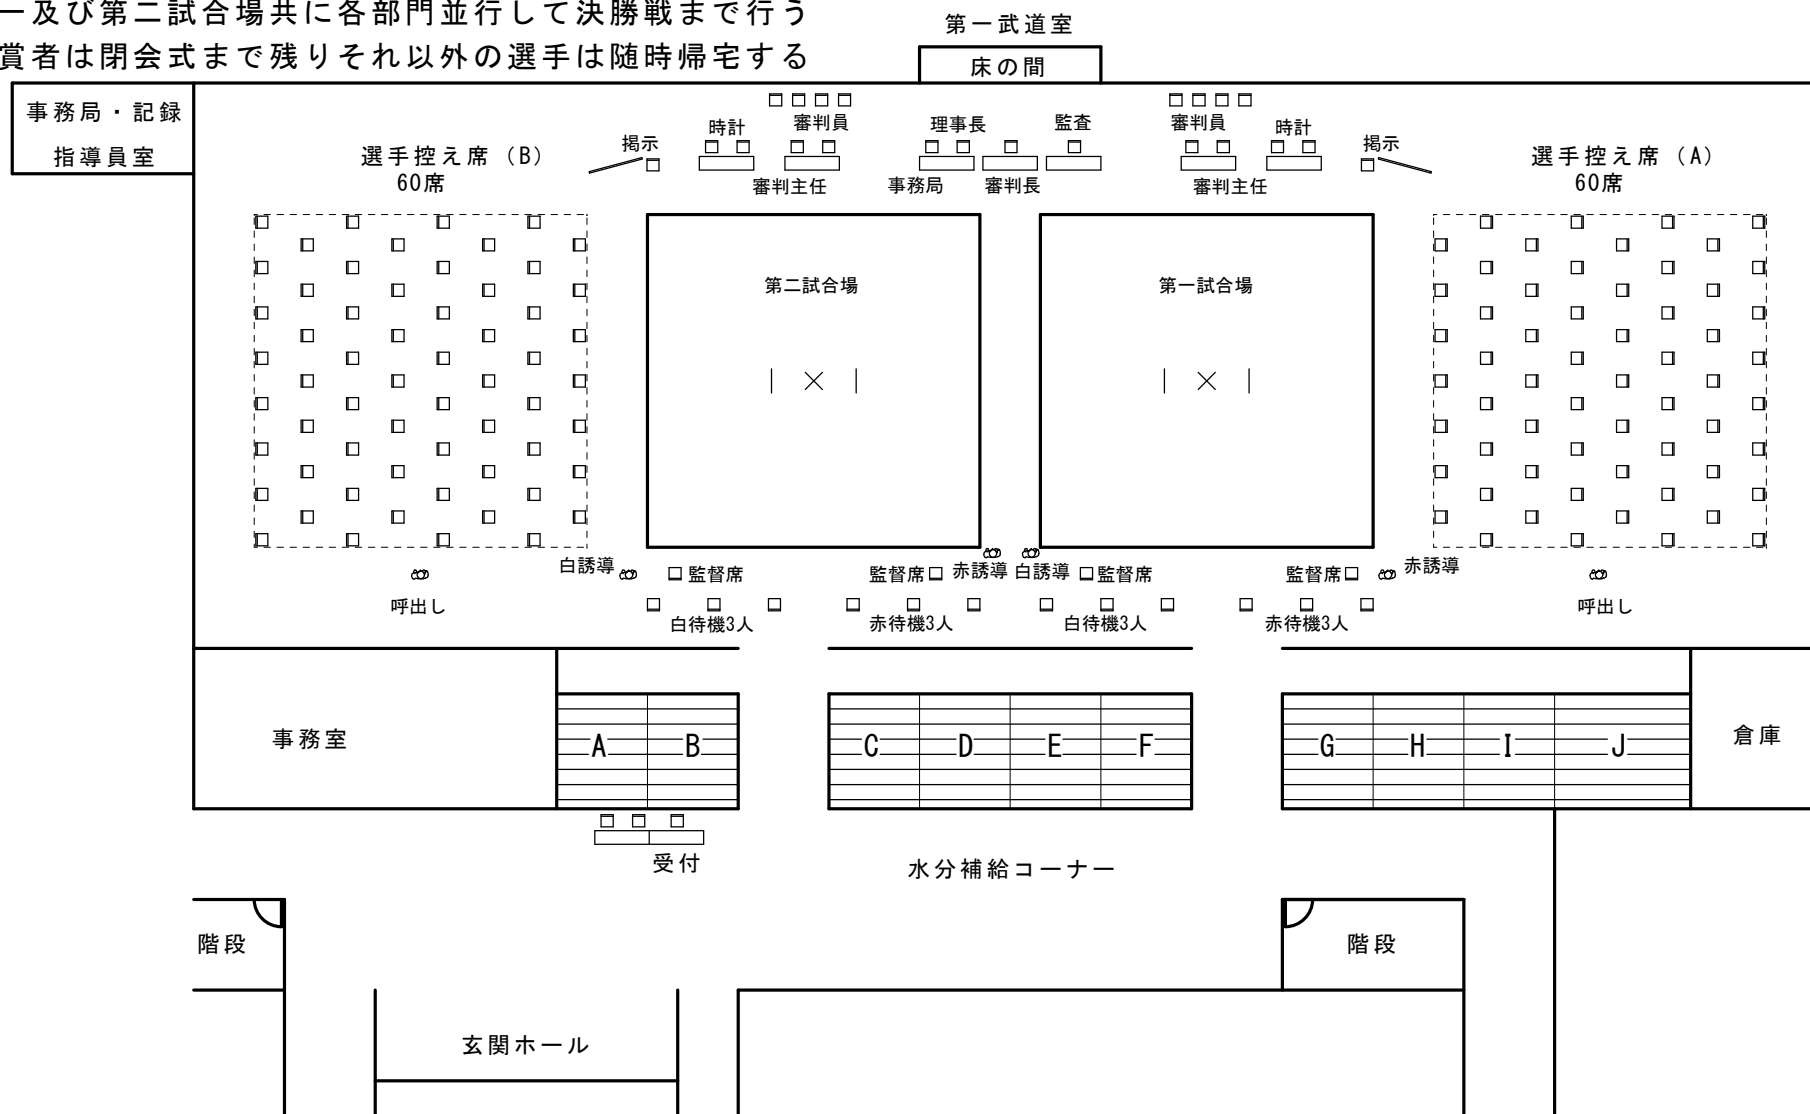 一及び第二試合場共に各部門並行して決勝戦まで行う
賞者は閉会式まで残りそれ以外の選手は随時帰宅する
第一武道室
床の間
事務局・記録
指導員室
選手控え席（B）
60席
掲示
時計
審判員
審判主任
理事長
監査
事務局
審判長
審判員
時計
審判主任
掲示
選手控え席（A）
60席
第二試合場
第一試合場
呼出し
白誘導
監督席
白待機3人
監督席
赤誘導
赤待機3人
白誘導
監督席
白待機3人
監督席
赤誘導
赤待機3人
呼出し
事務室
A
B
C
D
E
F
G
H
I
J
倉庫
受付
水分補給コーナー
階段
階段
玄関ホール